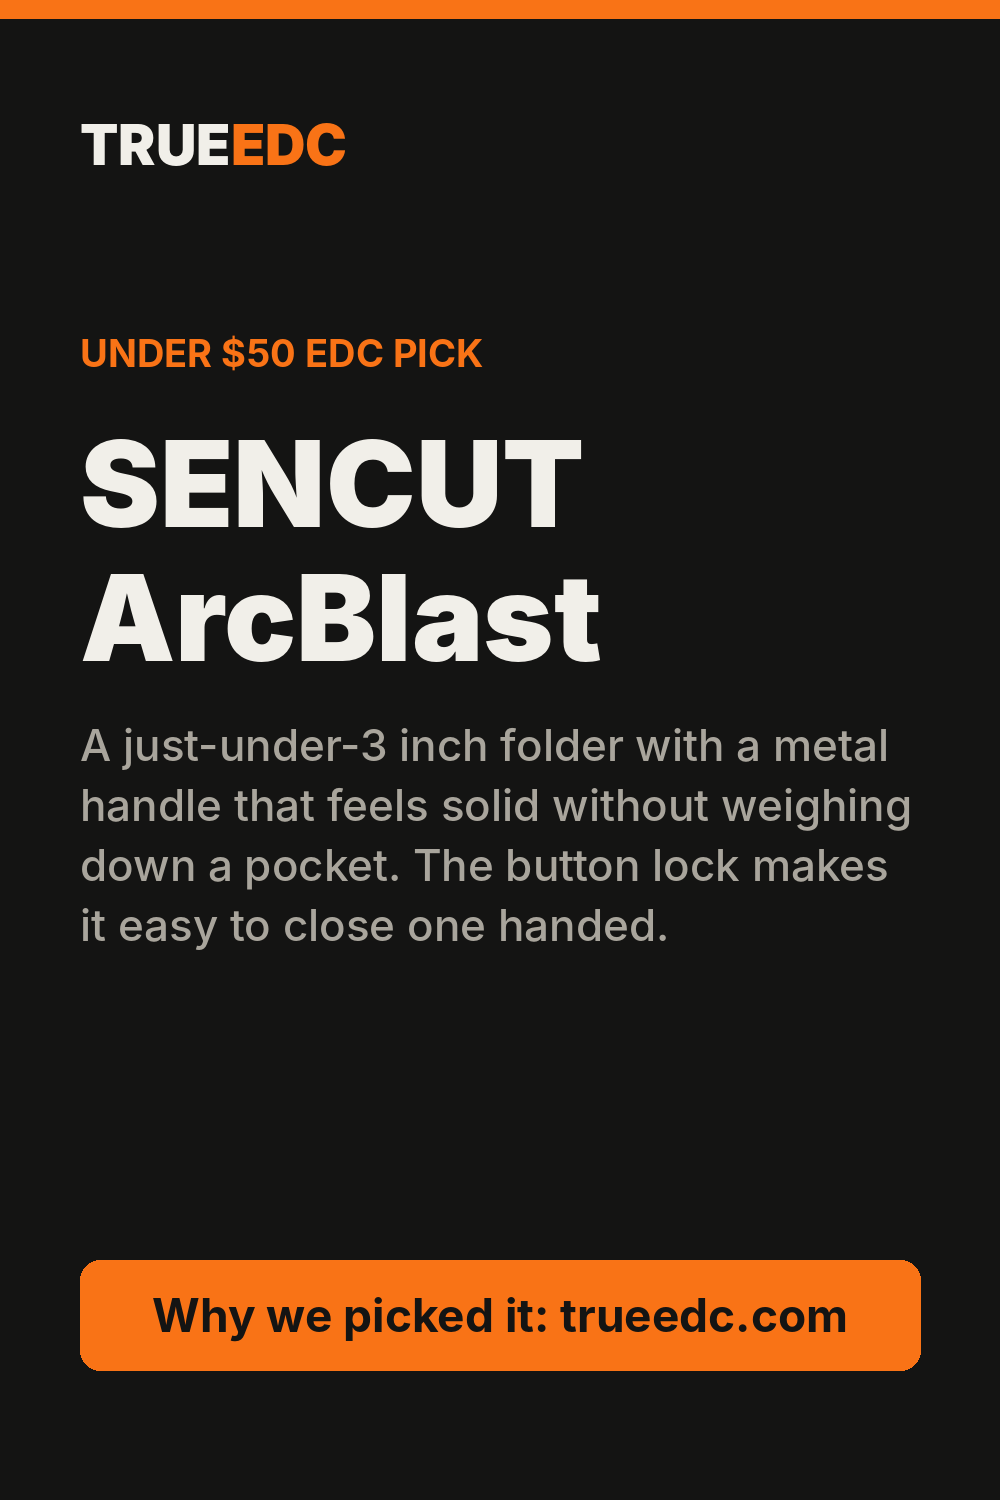 TRUEEDC
UNDER $50 EDC PICK
SENCUT
ArcBlast
A just-under-3 inch folder with a metal
handle that feels solid without weighing
down a pocket. The button lock makes
it easy to close one handed.
Why we picked it: trueedc.com